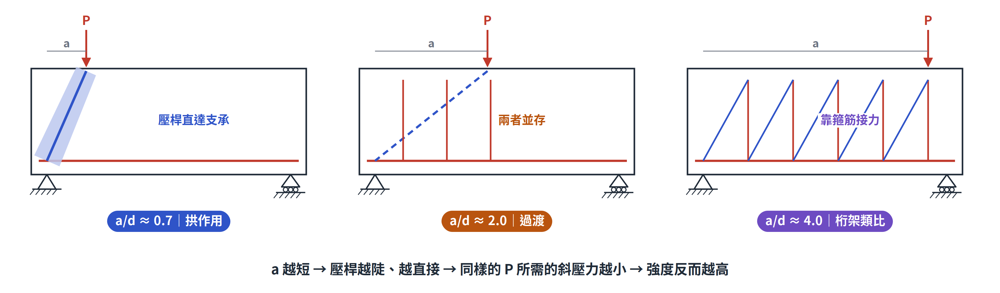 P
P
P
a
a
a
壓桿直達支承
兩者並存
靠箍筋接力
a/d ≈ 0.7｜拱作用
a/d ≈ 2.0｜過渡
a/d ≈ 4.0｜桁架類比
a 越短 → 壓桿越陡、越直接 → 同樣的 P 所需的斜壓力越小 → 強度反而越高